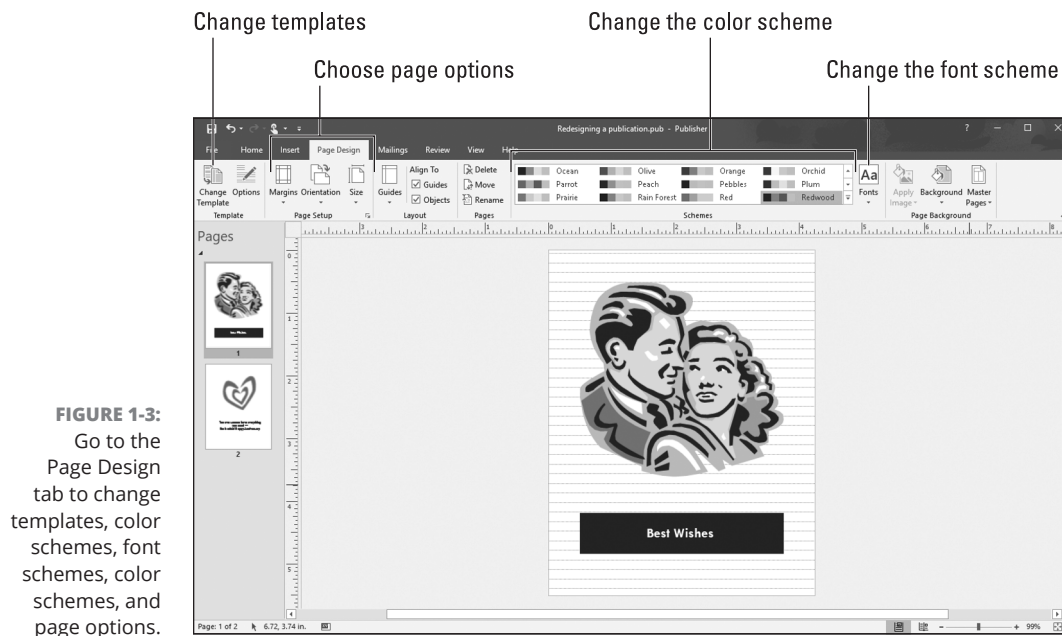 Change templates
Change the color scheme
Choose page options
Change the font scheme
Redesigning a publication.pub - Publisher
File Home Insert Page Design Mailings Review View Help
Change Template
Options
Template
Margins
Orientation
Size
Page Setup
Guides
Align To
Guides
Objects
Layout
Delete
Move
Rename
Pages
Ocean Olive Orange Orchid
Parrot Peach Pebbles Plum
Prairie Rain Forest Red Redwood
Schemes
Aa
Fonts
Apply Image
Background
Master Pages
Page Background
Pages
1
2
Best Wishes
FIGURE 1-3:
Go to the
Page Design
tab to change
templates, color
schemes, font
schemes, color
schemes, and
page options.
Page: 1 of 2 6.72, 3.74 in. 99%